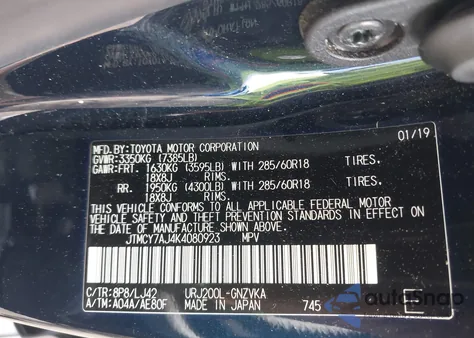 MFD.BY:TOYOTA MOTOR CORPORATION 01/19
GVWR:3350KG (7385LB)
GAWR:FRT. 1630KG (3595LB) WITH 285/60R18 TIRES.
18X8J RIMS.
RR. 1950KG (4300LB) WITH 285/60R18 TIRES.
18X8J RIMS.
THIS VEHICLE CONFORMS TO ALL APPLICABLE FEDERAL MOTOR
VEHICLE SAFETY AND THEFT PREVENTION STANDARDS IN EFFECT ON
THE DATE OF MANUFACTURE SHOWN ABOVE.
JTMCY7AJ4K4080923 MPV
C/TR:8P8/LJ42 URJ200L-GNZVKA
A/TM:A04A/AE80F MADE IN JAPAN 745 E
autosnap